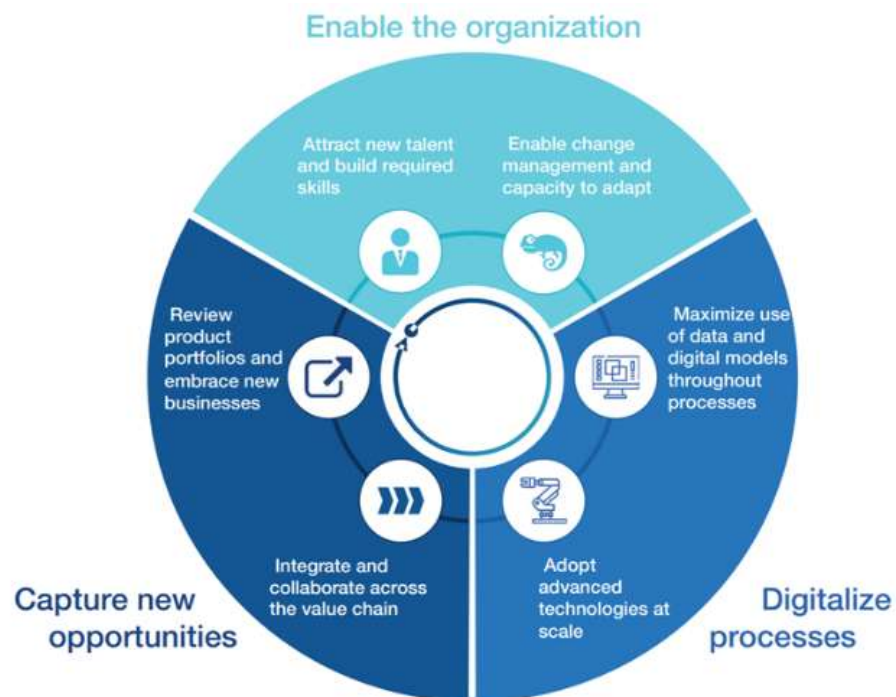 Enable the organization
Attract new talent
and build required
skills
Enable change
management and
capacity to adapt
Review
product
portfolios and
embrace new
businesses
Maximize use
of data and
digital models
throughout
processes
Integrate and
collaborate across
the value chain
Adopt
advanced
technologies at
scale
Capture new
opportunities
Digitalize
processes